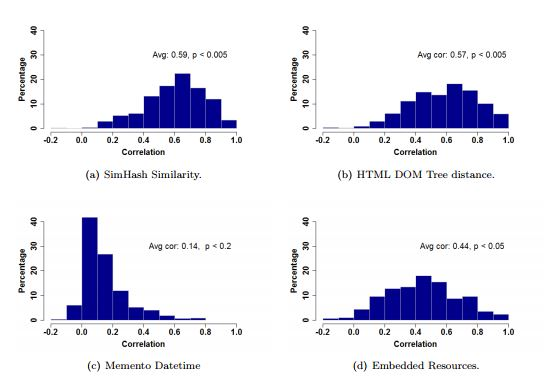 40
30
20
10
0
Percentage
Avg: 0.59, p < 0.005
-0.2 0.0 0.2 0.4 0.6 0.8 1.0
Correlation
(a) SimHash Similarity.
40
30
20
10
0
Percentage
Avg cor: 0.57, p < 0.005
-0.2 0.0 0.2 0.4 0.6 0.8 1.0
Correlation
(b) HTML DOM Tree distance.
40
30
20
10
0
Percentage
Avg cor: 0.14, p < 0.2
-0.2 0.0 0.2 0.4 0.6 0.8 1.0
Correlation
(c) Memento Datetime
40
30
20
10
0
Percentage
Avg cor: 0.44, p < 0.05
-0.2 0.0 0.2 0.4 0.6 0.8 1.0
Correlation
(d) Embedded Resources.